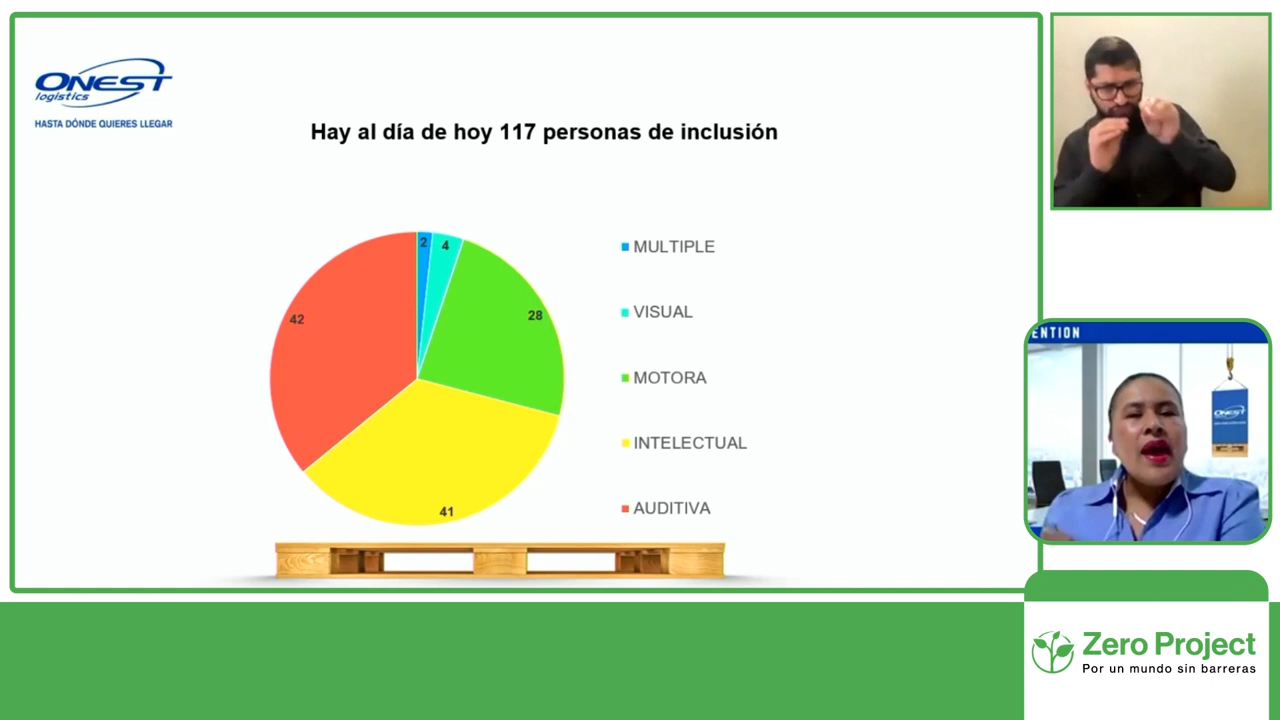 ONEST
logistics
HASTA DÓNDE QUIERES LLEGAR
Hay al día de hoy 117 personas de inclusión
2
4
28
41
42
MULTIPLE
VISUAL
MOTORA
INTELECTUAL
AUDITIVA
ENTION
ONEST
Zero Project
Por un mundo sin barreras